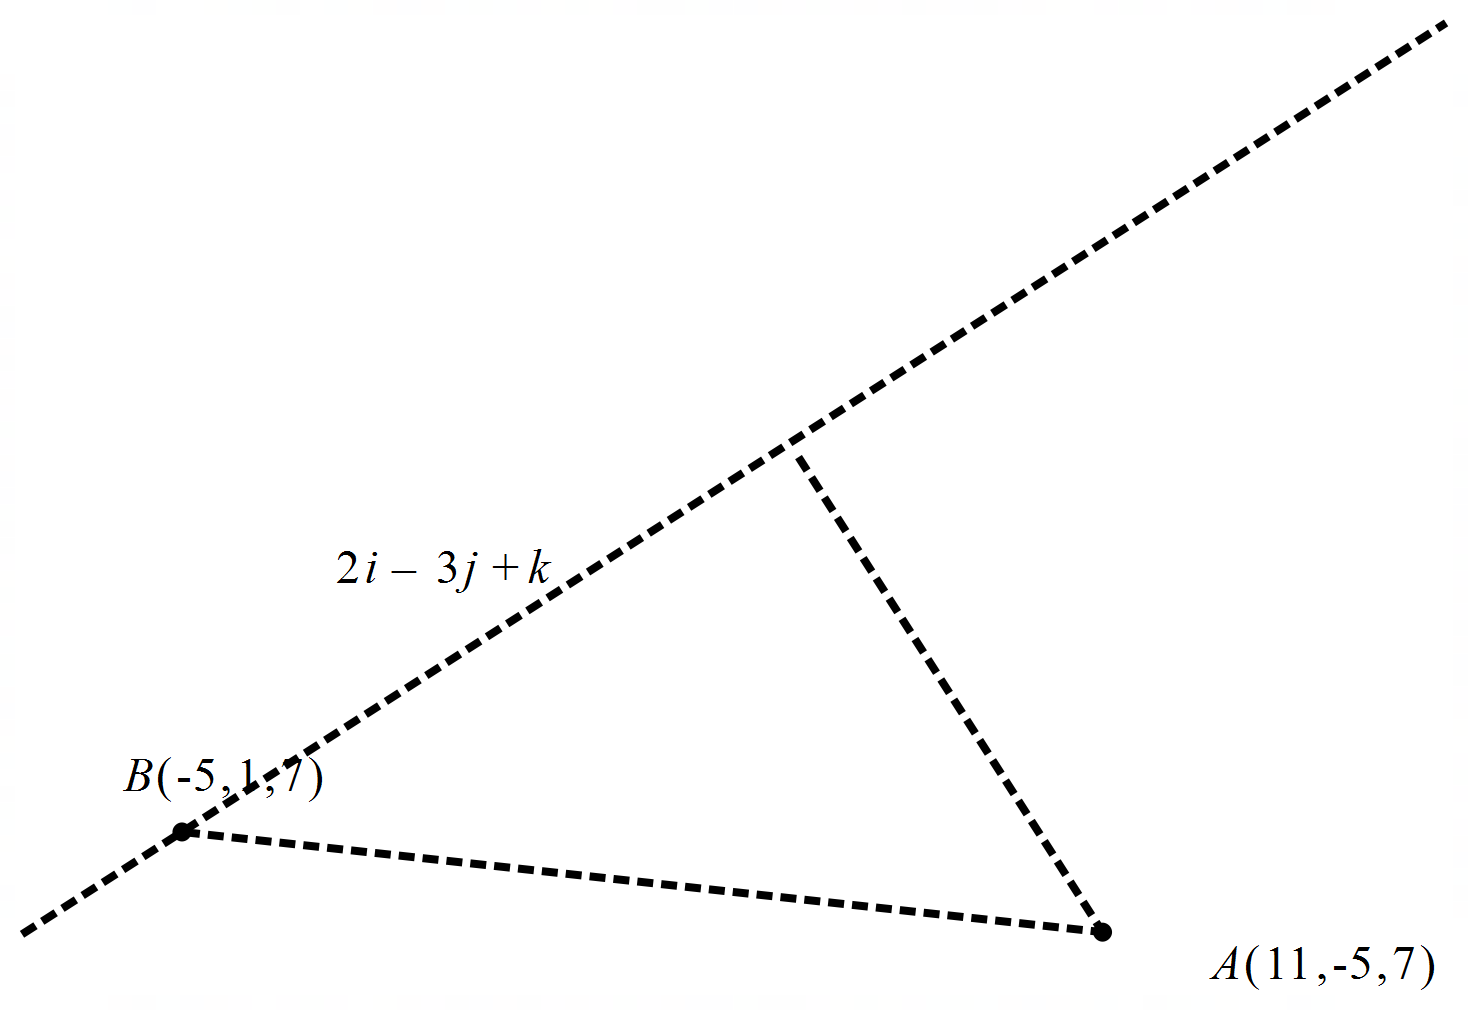 2i – 3j + k
B(-5,1,7)
A(11,-5,7)